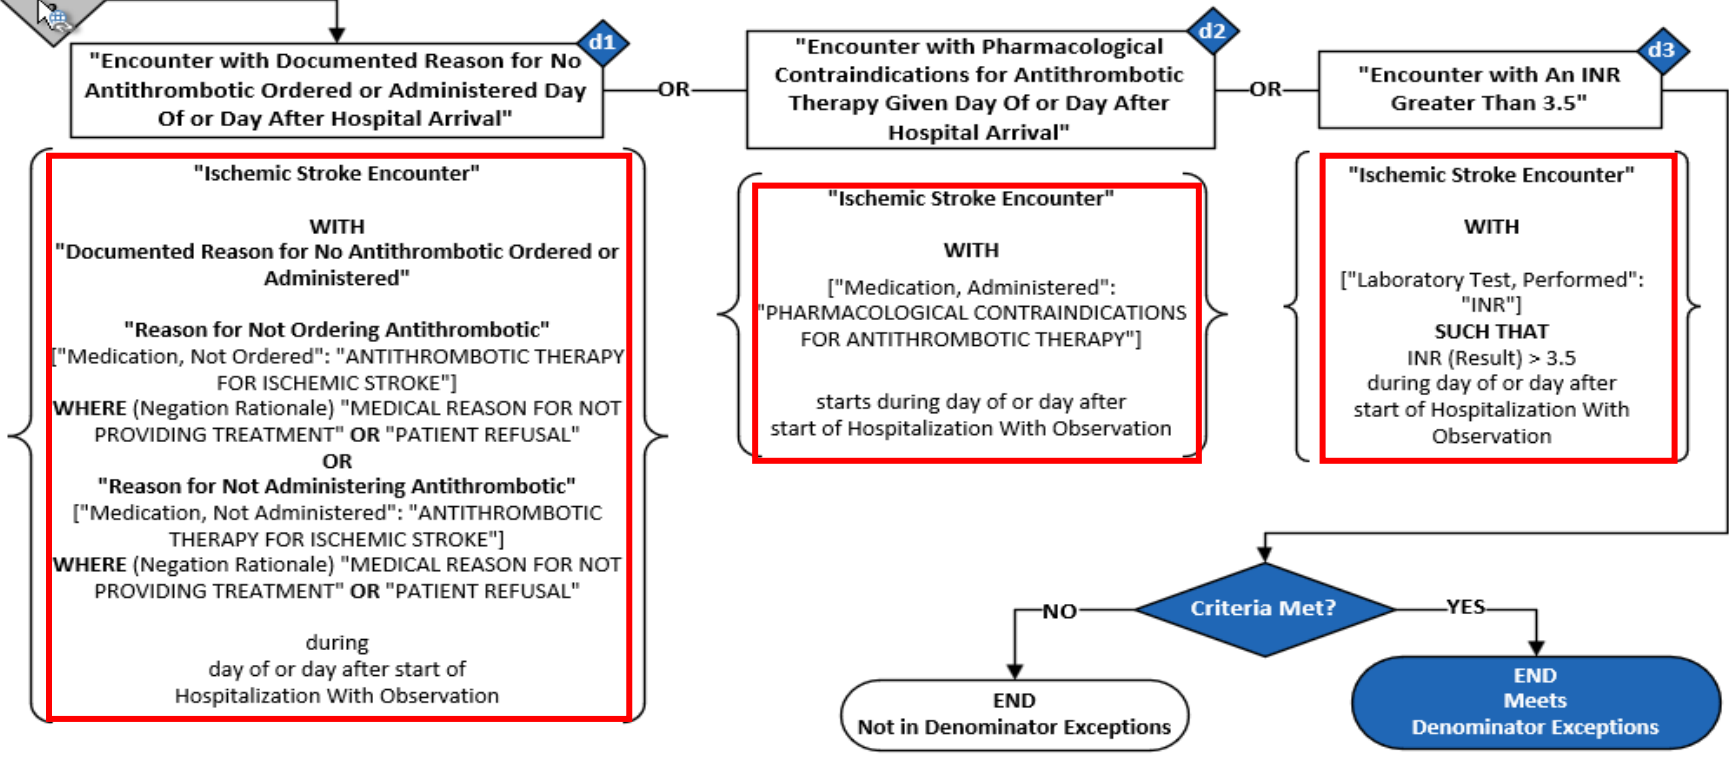 "Encounter with Documented Reason for No
Antithrombotic Ordered or Administered Day
Of or Day After Hospital Arrival"
d1
OR
"Encounter with Pharmacological
Contraindications for Antithrombotic
Therapy Given Day Of or Day After
Hospital Arrival"
d2
OR
"Encounter with An INR
Greater Than 3.5"
d3
"Ischemic Stroke Encounter"
WITH
"Documented Reason for No Antithrombotic Ordered or
Administered"
"Reason for Not Ordering Antithrombotic"
["Medication, Not Ordered": "ANTITHROMBOTIC THERAPY
FOR ISCHEMIC STROKE"]
WHERE (Negation Rationale) "MEDICAL REASON FOR NOT
PROVIDING TREATMENT" OR "PATIENT REFUSAL"
OR
"Reason for Not Administering Antithrombotic"
["Medication, Not Administered": "ANTITHROMBOTIC
THERAPY FOR ISCHEMIC STROKE"]
WHERE (Negation Rationale) "MEDICAL REASON FOR NOT
PROVIDING TREATMENT" OR "PATIENT REFUSAL"
during
day of or day after start of
Hospitalization With Observation
"Ischemic Stroke Encounter"
WITH
["Medication, Administered":
"PHARMACOLOGICAL CONTRAINDICATIONS
FOR ANTITHROMBOTIC THERAPY"]
starts during day of or day after
start of Hospitalization With Observation
"Ischemic Stroke Encounter"
WITH
["Laboratory Test, Performed":
"INR"]
SUCH THAT
INR (Result) > 3.5
during day of or day after
start of Hospitalization With
Observation
Criteria Met?
NO
YES
END
Not in Denominator Exceptions
END
Meets
Denominator Exceptions